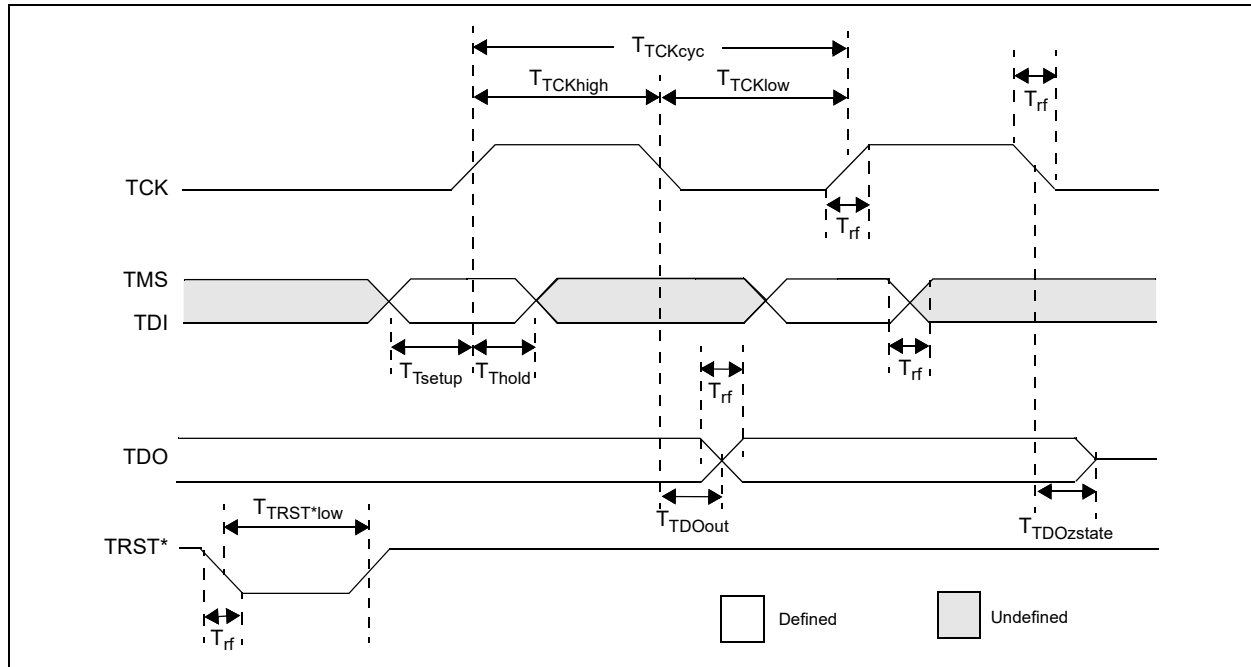 TTCKcyc
TTCKhigh
TTCKlow
Trf
TCK
Trf
TMS
TDI
TTsetup
TThold
Trf
Trf
TDO
TTDOout
TTDOzstate
TTRST*low
TRST*
Trf
Defined
Undefined